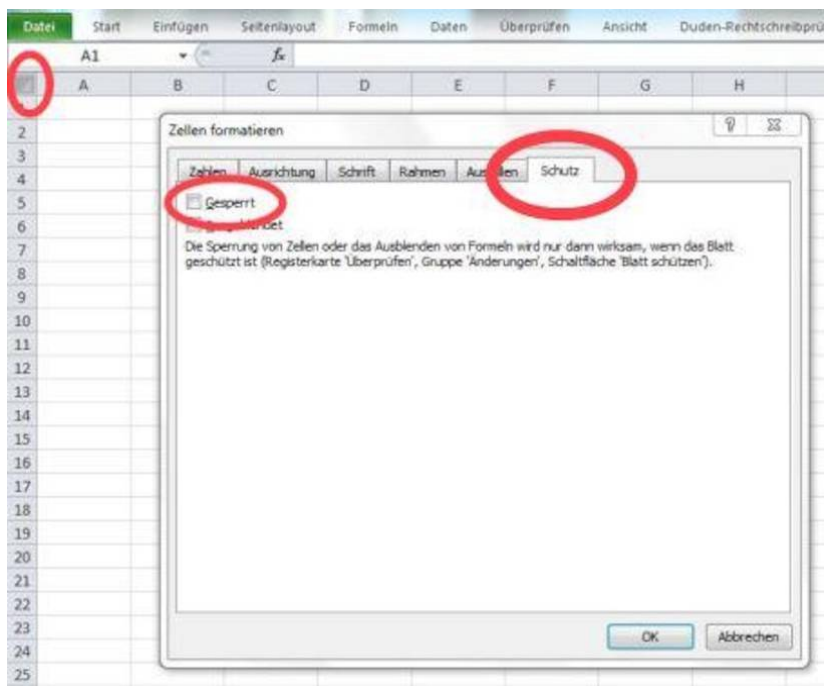 Datei Start Einfügen Seitenlayout Formeln Daten Überprüfen Ansicht
A1 fx
A B C D E F G H
2
Zellen formatieren
3
4
Zahlen Ausrichtung Schrift Rahmen Schutz
5
Gesperrt
6
7
Die Sperrung von Zellen oder das Ausblenden von Formeln wird nur dann wirksam, wenn das Blatt
geschützt ist (Registerkarte 'Überprüfen', Gruppe 'Änderungen', Schaltfläche 'Blatt schützen').
8
9
10
11
12
13
14
15
16
17
18
19
20
21
22
23
OK Abbrechen
24
25